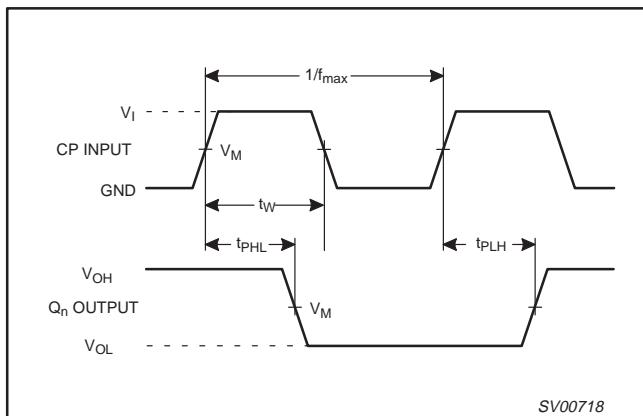 1/fmax
VI
CP INPUT
VM
GND
tW
tPHL
tPLH
VOH
Qn OUTPUT
VM
VOL
SV00718